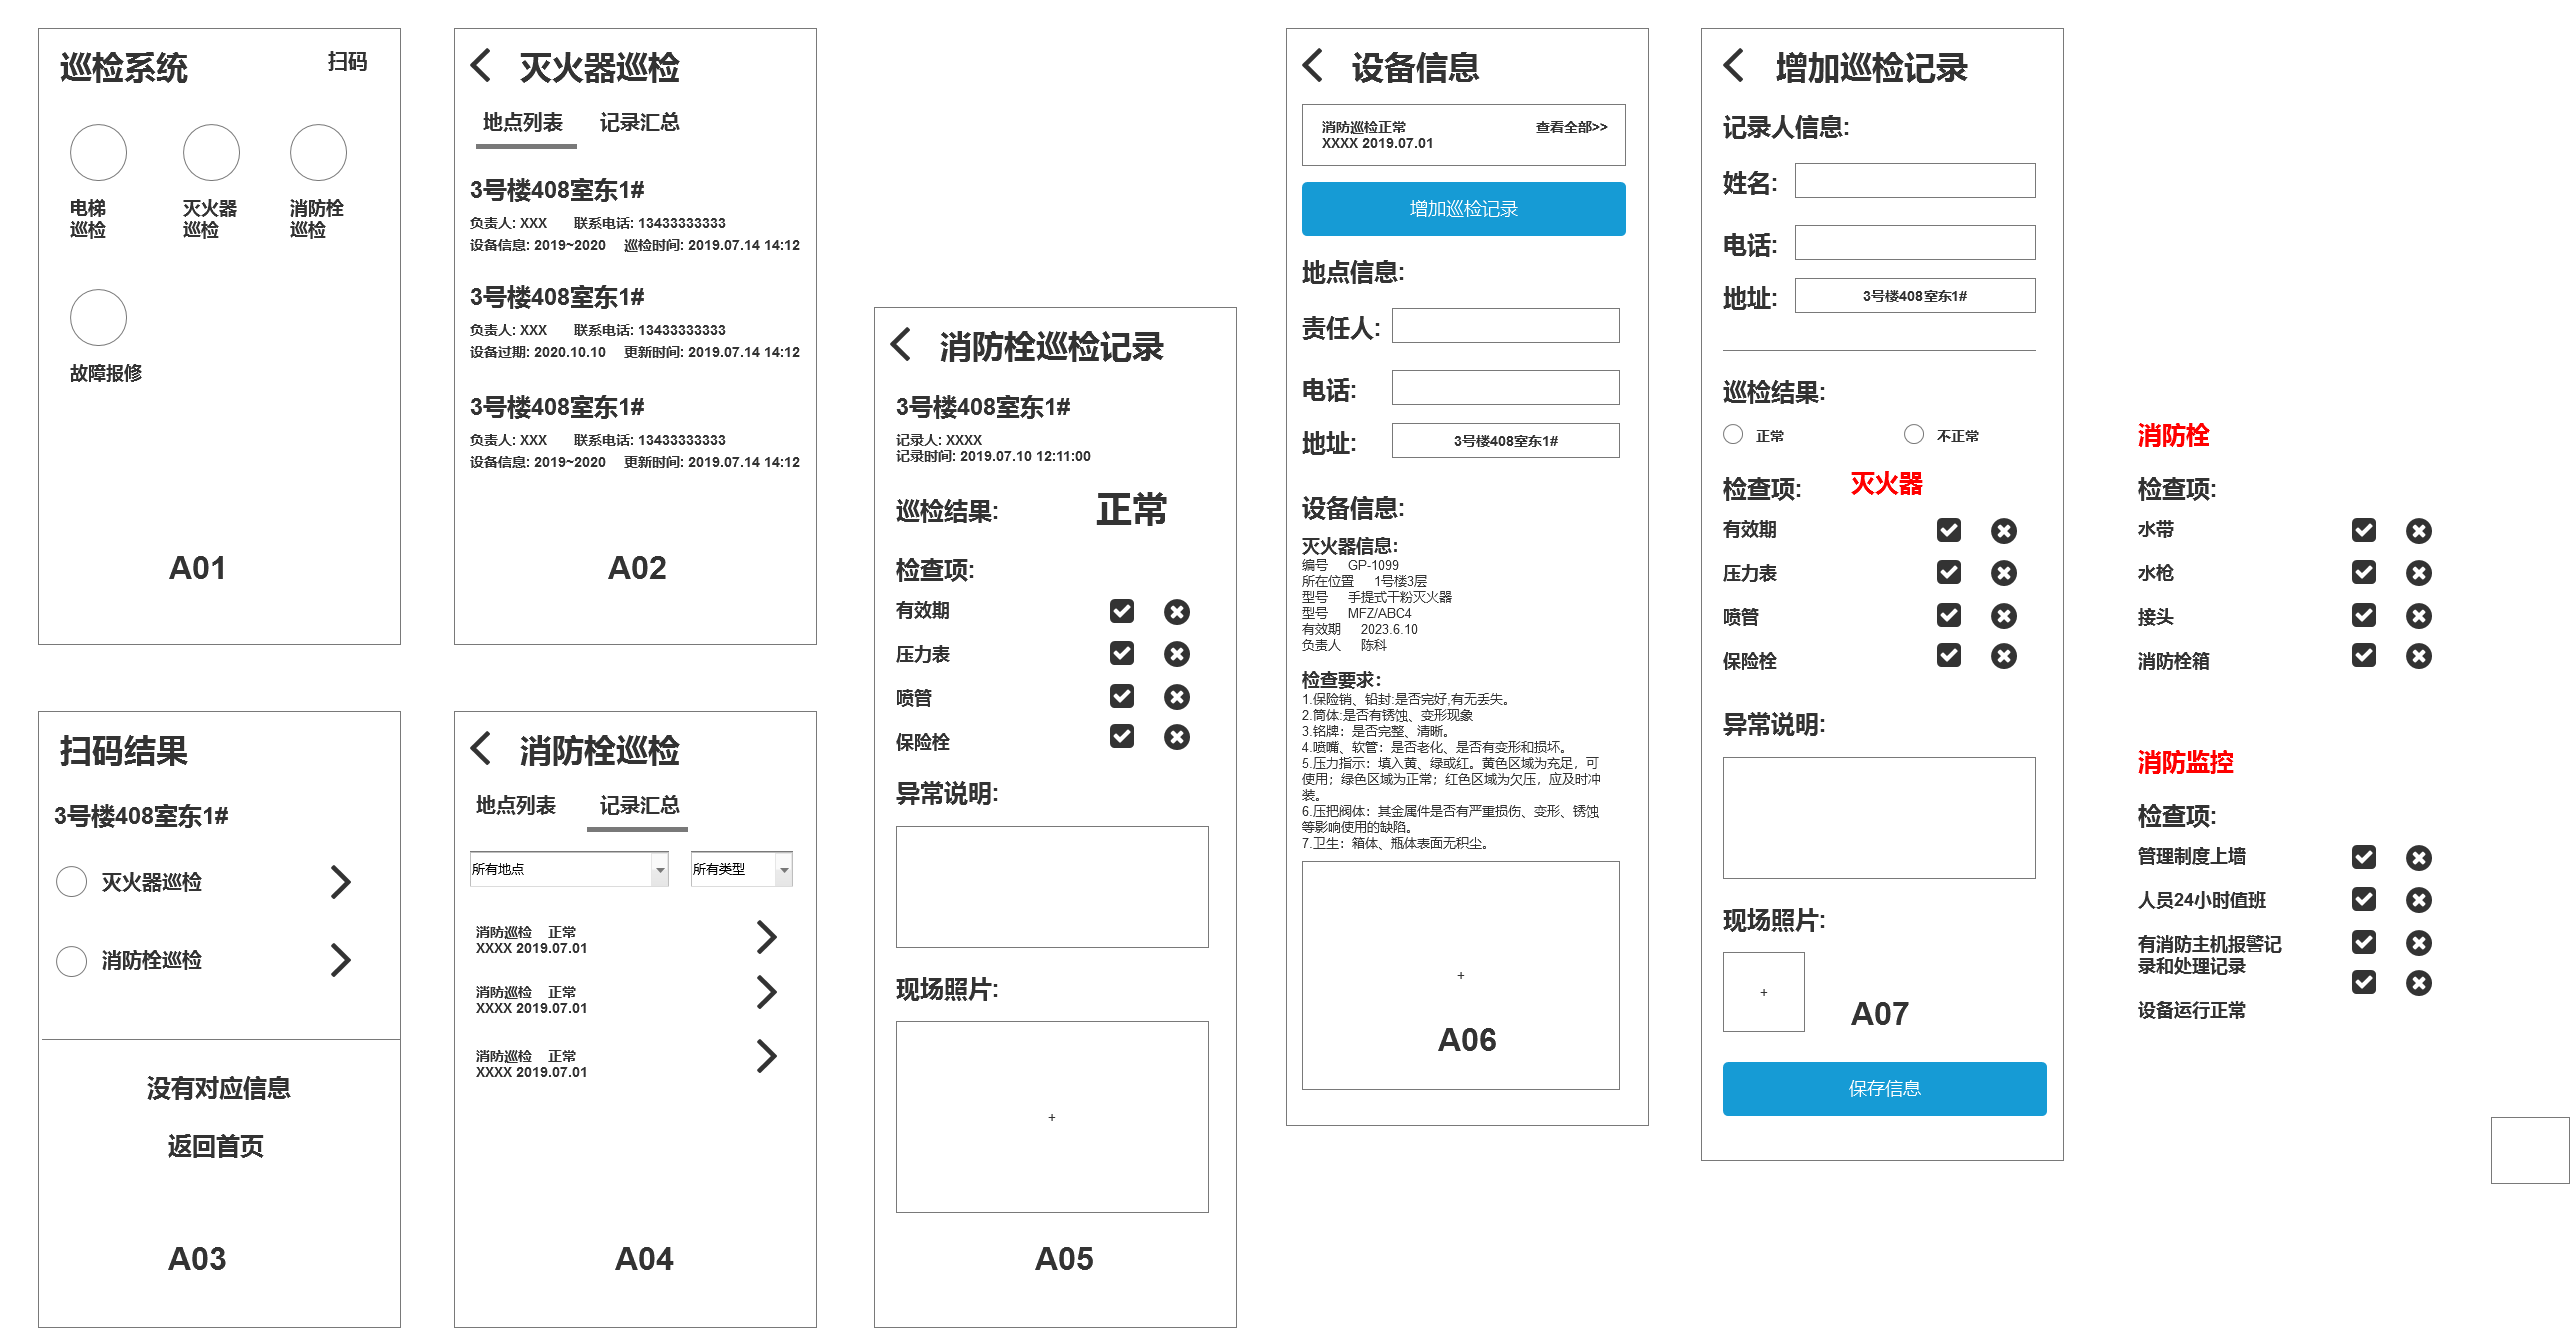 巡检系统
扫码
电梯
巡检
灭火器
巡检
消防栓
巡检
故障报修
A01
灭火器巡检
地点列表
记录汇总
3号楼408室东1#
负责人: XXX 联系电话: 13433333333
设备信息: 2019~2020 巡检时间: 2019.07.14 14:12
3号楼408室东1#
负责人: XXX 联系电话: 13433333333
设备过期: 2020.10.10 更新时间: 2019.07.14 14:12
3号楼408室东1#
负责人: XXX 联系电话: 13433333333
设备信息: 2019~2020 更新时间: 2019.07.14 14:12
A02
扫码结果
3号楼408室东1#
灭火器巡检
消防栓巡检
没有对应信息
返回首页
A03
消防栓巡检
地点列表
记录汇总
所有地点
所有类型
消防巡检 正常
XXXX 2019.07.01
消防巡检 正常
XXXX 2019.07.01
消防巡检 正常
XXXX 2019.07.01
A04
消防栓巡检记录
3号楼408室东1#
记录人: XXXX
记录时间: 2019.07.10 12:11:00
巡检结果:
正常
检查项:
有效期
压力表
喷管
保险栓
异常说明:
现场照片:
+
A05
设备信息
消防巡检正常
查看全部>>
XXXX 2019.07.01
增加巡检记录
地点信息:
责任人:
电话:
地址:
3号楼408室东1#
设备信息:
灭火器信息:
编号 GP-1099
所在位置 1号楼3层
型号 手提式干粉灭火器
型号 MFZ/ABC4
有效期 2023.6.10
负责人 陈科
检查要求：
1.保险销、铅封:是否完好,有无丢失。
2.筒体:是否有锈蚀、变形现象
3.铭牌：是否完整、清晰。
4.喷嘴、软管：是否老化、是否有变形和损坏。
5.压力指示：填入黄、绿或红。黄色区域为充足，可
使用；绿色区域为正常；红色区域为欠压，应及时冲
装。
6.压把阀体：其金属件是否有严重损伤、变形、锈蚀
等影响使用的缺陷。
7.卫生：箱体、瓶体表面无积尘。
+
A06
增加巡检记录
记录人信息:
姓名:
电话:
地址:
3号楼408室东1#
巡检结果:
正常
不正常
检查项:
灭火器
有效期
压力表
喷管
保险栓
异常说明:
现场照片:
+
A07
保存信息
消防栓
检查项:
水带
水枪
接头
消防栓箱
消防监控
检查项:
管理制度上墙
人员24小时值班
有消防主机报警记
录和处理记录
设备运行正常